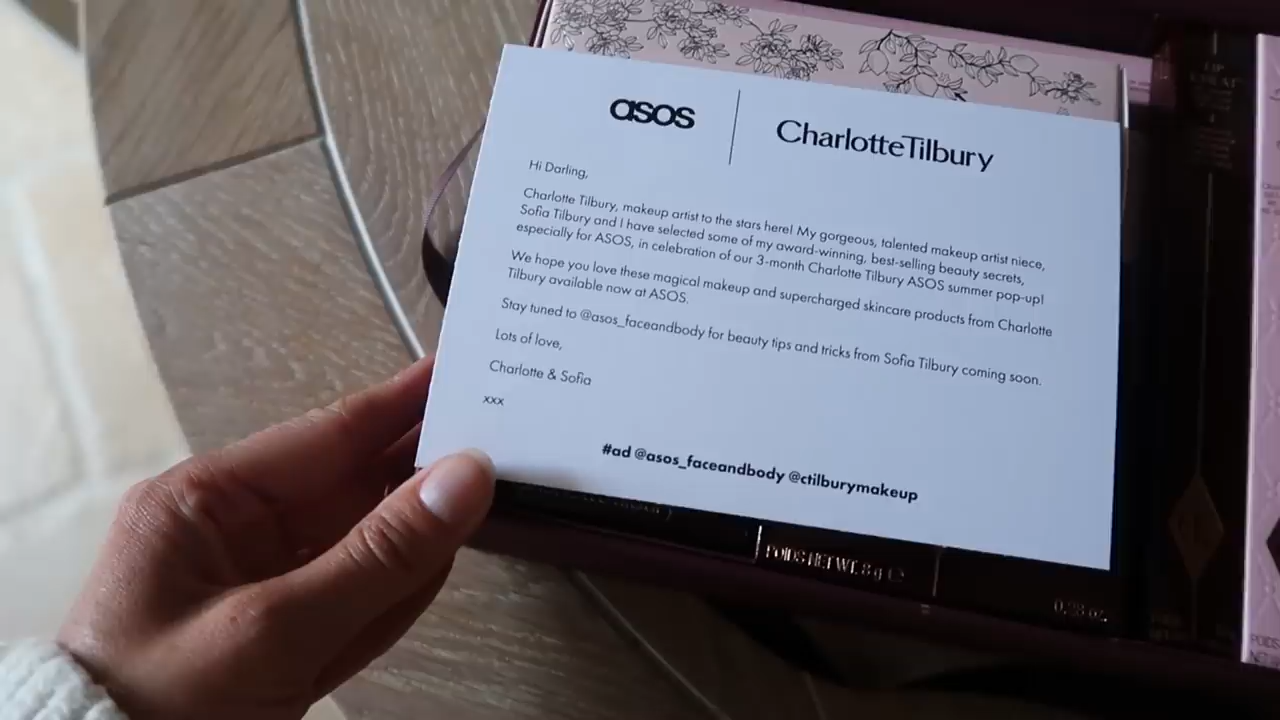 asos | CharlotteTilbury
Hi Darling,
Charlotte Tilbury, makeup artist to the stars here! My gorgeous, talented makeup artist niece,
Sofia Tilbury and I have selected some of my award-winning, best-selling beauty secrets,
especially for ASOS, in celebration of our 3-month Charlotte Tilbury ASOS summer pop-up!
We hope you love these magical makeup and supercharged skincare products from Charlotte
Tilbury available now at ASOS.
Stay tuned to @asos_faceandbody for beauty tips and tricks from Sofia Tilbury coming soon.
Lots of love,
Charlotte & Sofia
xxx
#ad @asos_faceandbody @ctilburymakeup
POIDS NET WT. 8 g